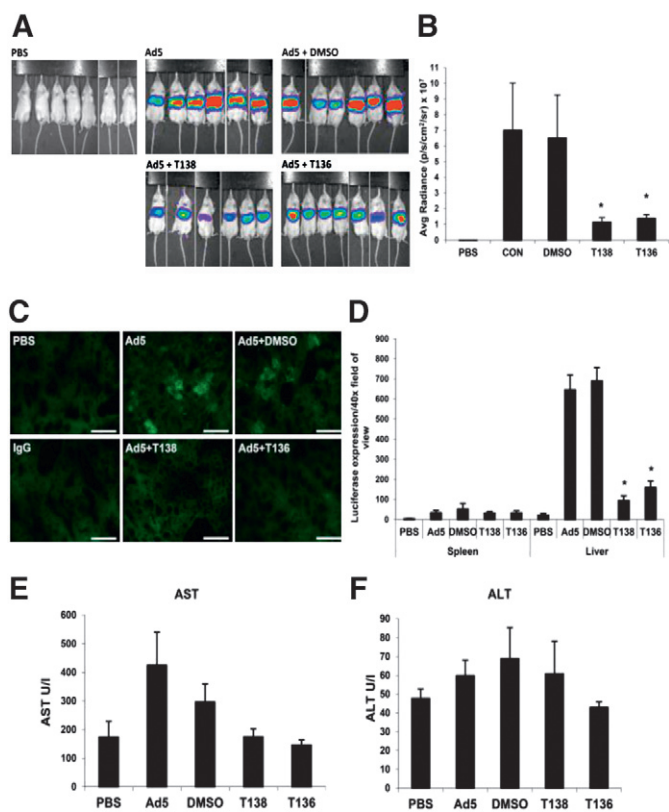 A
PBS
Ad5
Ad5 + DMSO
Ad5 + T138
Ad5 + T136
B
Avg Radiance (p/s/cm²/sr) x 10⁷
11
10
9
8
7
6
5
4
3
2
1
0
* *
PBS CON DMSO T138 T136
C
PBS Ad5 Ad5+DMSO
IgG Ad5+T138 Ad5+T136
D
Luciferase expression/40x field of
view
900
800
700
600
500
400
300
200
100
0
* *
PBS Ad5 DMSO T138 T136 PBS Ad5 DMSO T138 T136
Spleen Liver
E
AST
AST U/l
600
500
400
300
200
100
0
PBS Ad5 DMSO T138 T136
F
ALT
ALT U/l
90
80
70
60
50
40
30
20
10
0
PBS Ad5 DMSO T138 T136